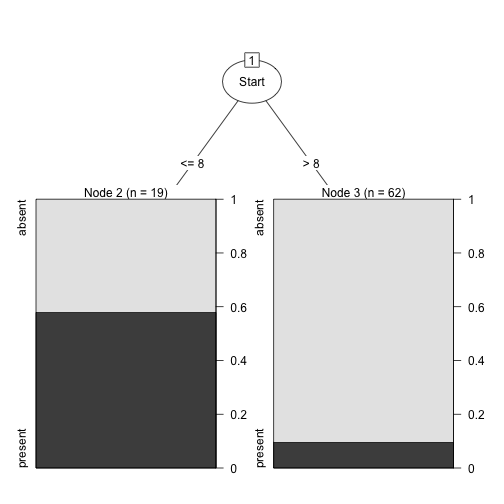 1
Start
<= 8
> 8
Node 2 (n = 19)
absent
present
1
0.8
0.6
0.4
0.2
0
Node 3 (n = 62)
absent
present
1
0.8
0.6
0.4
0.2
0